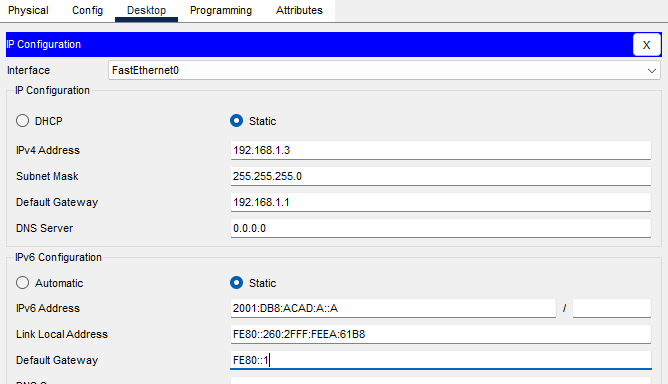 Physical Config Desktop Programming Attributes
IP Configuration X
Interface FastEthernet0
IP Configuration
DHCP Static
IPv4 Address 192.168.1.3
Subnet Mask 255.255.255.0
Default Gateway 192.168.1.1
DNS Server 0.0.0.0
IPv6 Configuration
Automatic Static
IPv6 Address 2001:DB8:ACAD:A::A /
Link Local Address FE80::260:2FFF:FEEA:61B8
Default Gateway FE80::1